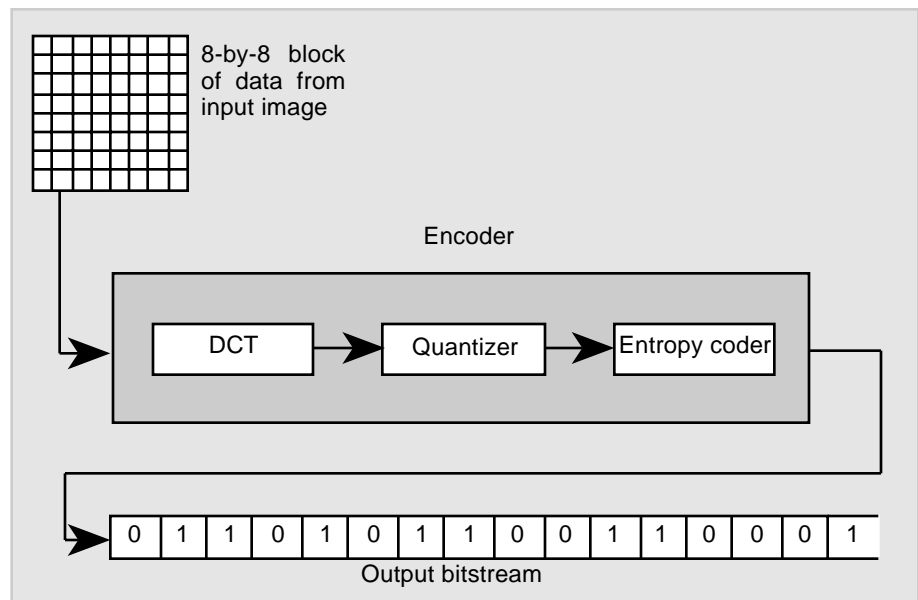 8-by-8 block
of data from
input image
Encoder
DCT
Quantizer
Entropy coder
0 1 1 0 1 0 1 1 0 0 1 1 0 0 0 1
Output bitstream